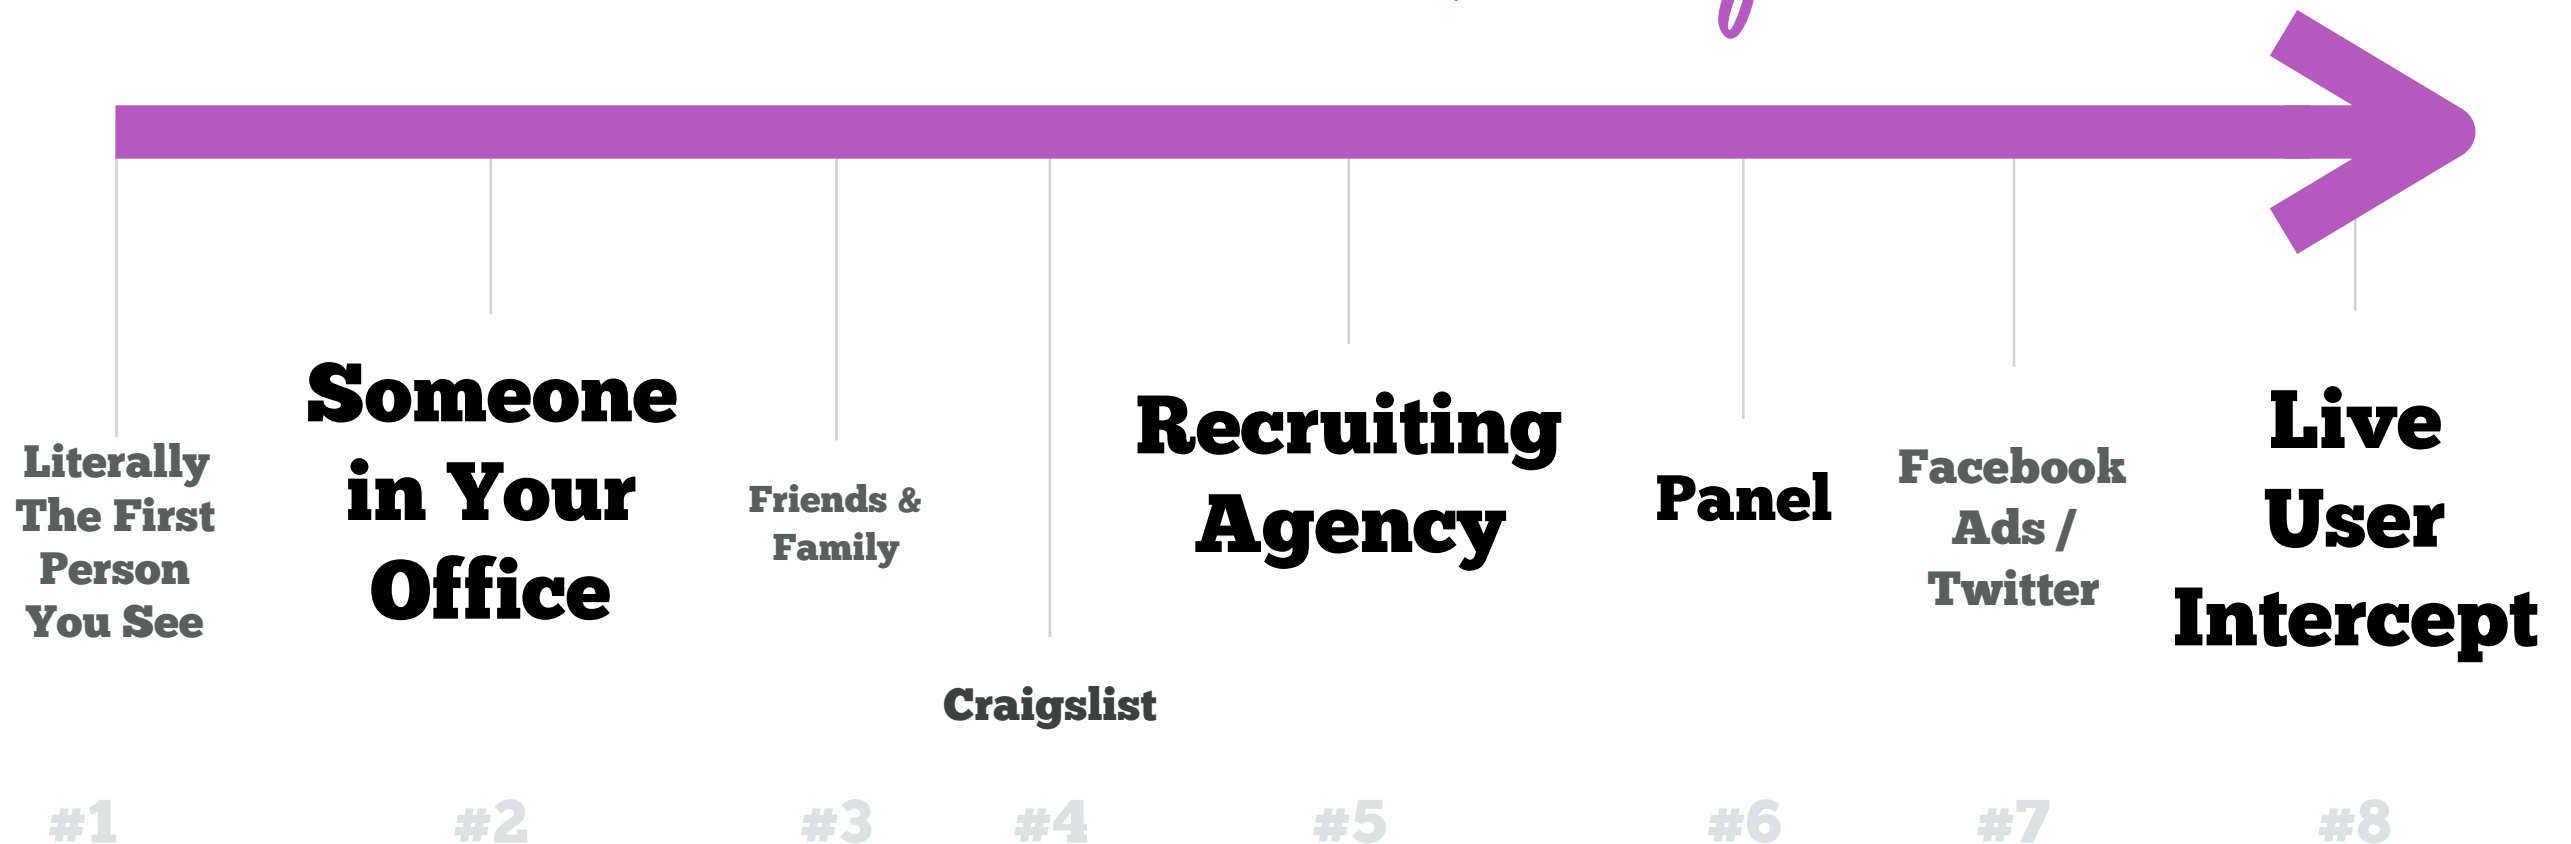 Literally
The First
Person
You See
Someone
in Your
Office
Friends &
Family
Craigslist
Recruiting
Agency
Panel
Facebook
Ads /
Twitter
Live
User
Intercept
#1
#2
#3
#4
#5
#6
#7
#8